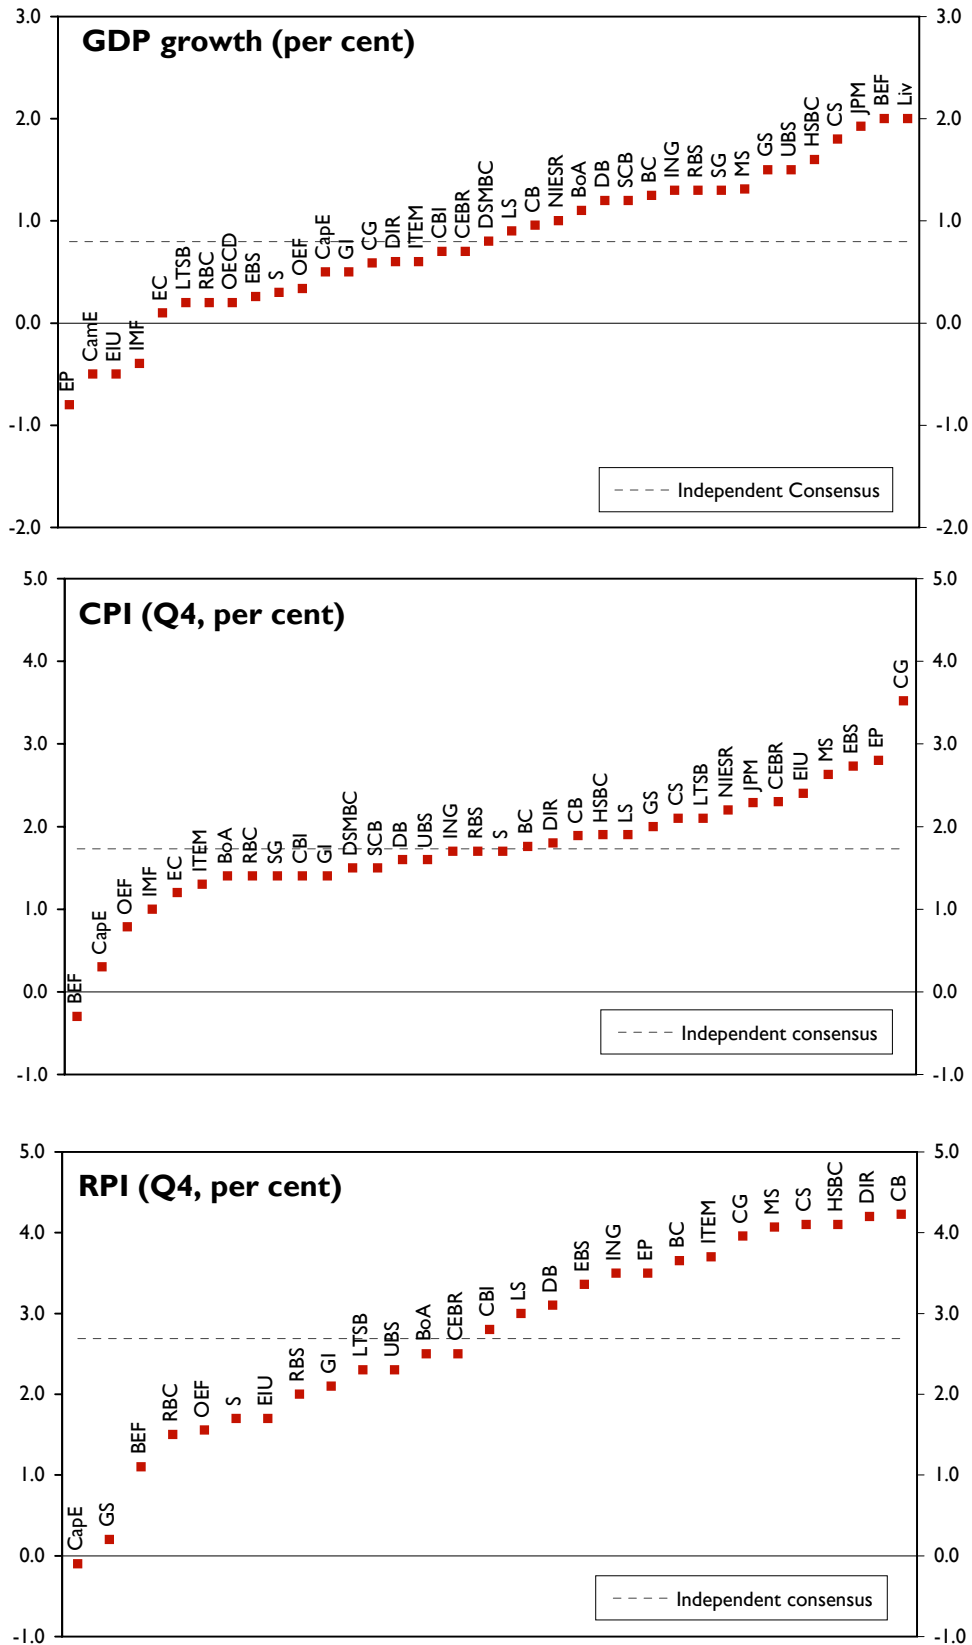 GDP growth (per cent)
3.0 3.0
2.0 2.0
1.0 1.0
0.0 0.0
-1.0 -1.0
-2.0 -2.0
EP CamE EIU IMF EC LTSB RBC OECD EBS S OEF CapE GI CG DIR ITEM CBI CEBR DSMBC LS CB NIESR BoA DB SCB BC ING RBS SG MS GS UBS HSBC CS JPM BEF Liv
Independent Consensus
CPI (Q4, per cent)
5.0 5.0
4.0 4.0
3.0 3.0
2.0 2.0
1.0 1.0
0.0 0.0
-1.0 -1.0
BEF CapE OEF IMF EC ITEM BoA RBC SG CBI GI DSMBC SCB DB UBS ING RBS S BC DIR CB HSBC LS GS CS LTSB NIESR JPM CEBR EIU MS EBS EP CG
Independent consensus
RPI (Q4, per cent)
5.0 5.0
4.0 4.0
3.0 3.0
2.0 2.0
1.0 1.0
0.0 0.0
-1.0 -1.0
CapE GS BEF RBC OEF S EIU RBS GI LTSB UBS BoA CEBR CBI LS DB EBS ING EP BC ITEM CG MS CS HSBC DIR CB
Independent consensus